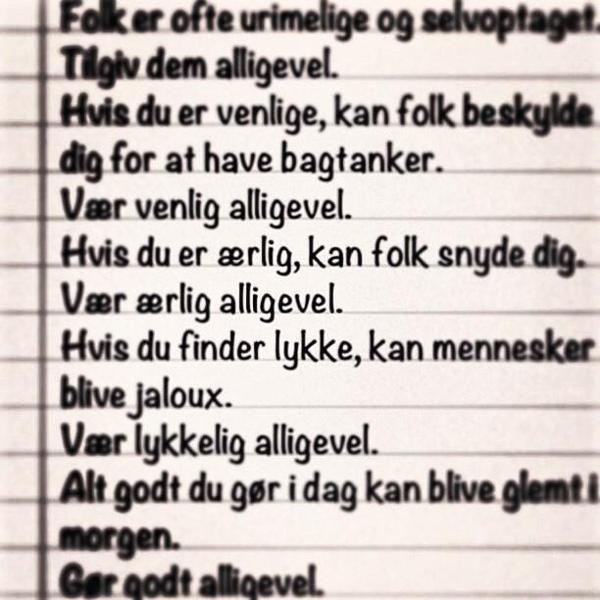 Folk er ofte urimelige og selvoptaget.
Tilgiv dem alligevel.
Hvis du er venlige, kan folk beskylde
dig for at have bagtanker.
Vær venlig alligevel.
Hvis du er ærlig, kan folk snyde dig.
Vær ærlig alligevel.
Hvis du finder lykke, kan mennesker
blive jaloux.
Vær lykkelig alligevel.
Alt godt du gør i dag kan blive glemt i
morgen.
Gør godt alligevel.